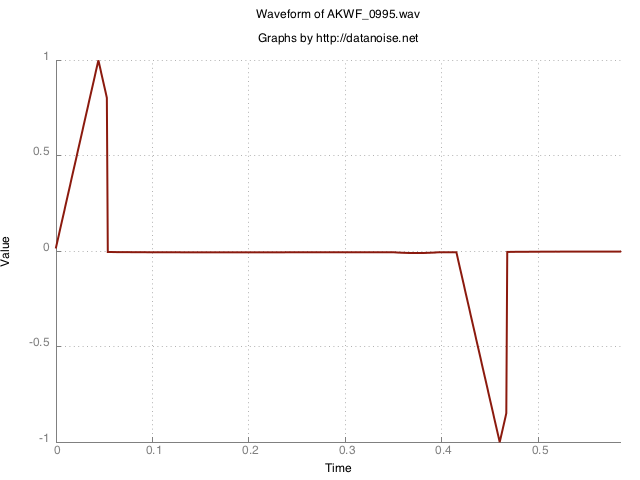 Waveform of AKWF_0995.wav
Graphs by http://datanoise.net
1
0.5
0
-0.5
-1
Value
0 0.1 0.2 0.3 0.4 0.5
Time